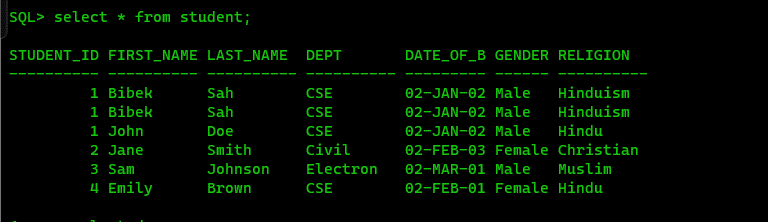 SQL> select * from student;
STUDENT_ID FIRST_NAME LAST_NAME DEPT DATE_OF_B GENDER RELIGION
---------- ---------- ---------- ---------- --------- ------ ----------
1 Bibek Sah CSE 02-JAN-02 Male Hinduism
1 Bibek Sah CSE 02-JAN-02 Male Hinduism
1 John Doe CSE 02-JAN-02 Male Hindu
2 Jane Smith Civil 02-FEB-03 Female Christian
3 Sam Johnson Electron 02-MAR-01 Male Muslim
4 Emily Brown CSE 02-FEB-01 Female Hindu